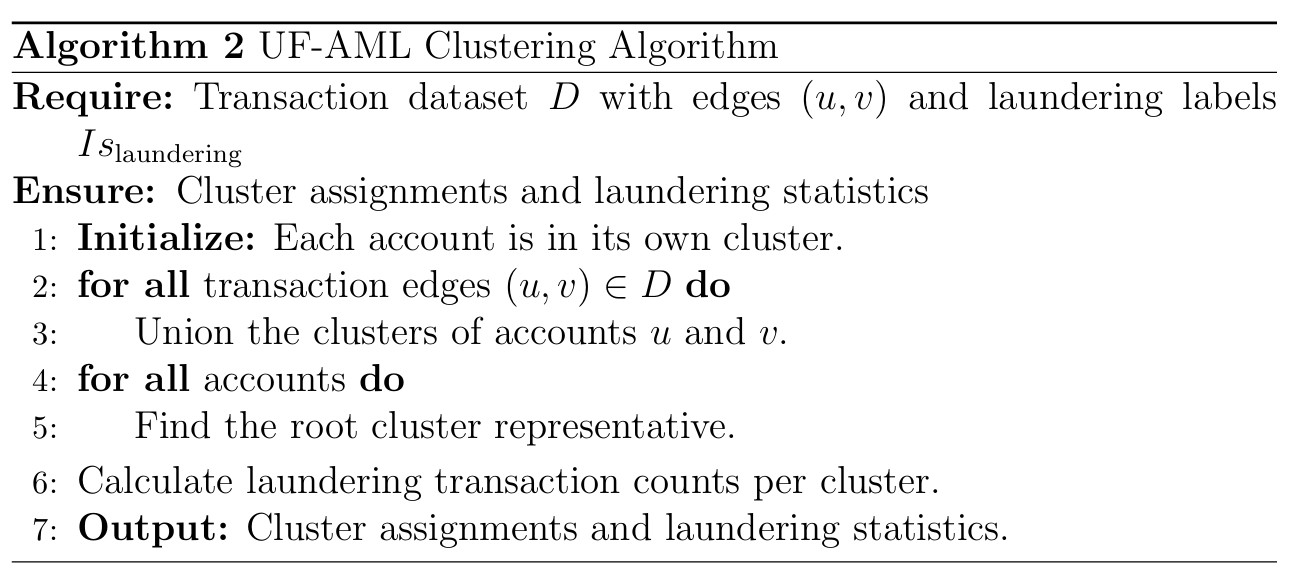 Algorithm 2 UF-AML Clustering Algorithm
Require: Transaction dataset D with edges (u, v) and laundering labels
Is_laundering
Ensure: Cluster assignments and laundering statistics
1: Initialize: Each account is in its own cluster.
2: for all transaction edges (u, v) ∈ D do
3: Union the clusters of accounts u and v.
4: for all accounts do
5: Find the root cluster representative.
6: Calculate laundering transaction counts per cluster.
7: Output: Cluster assignments and laundering statistics.